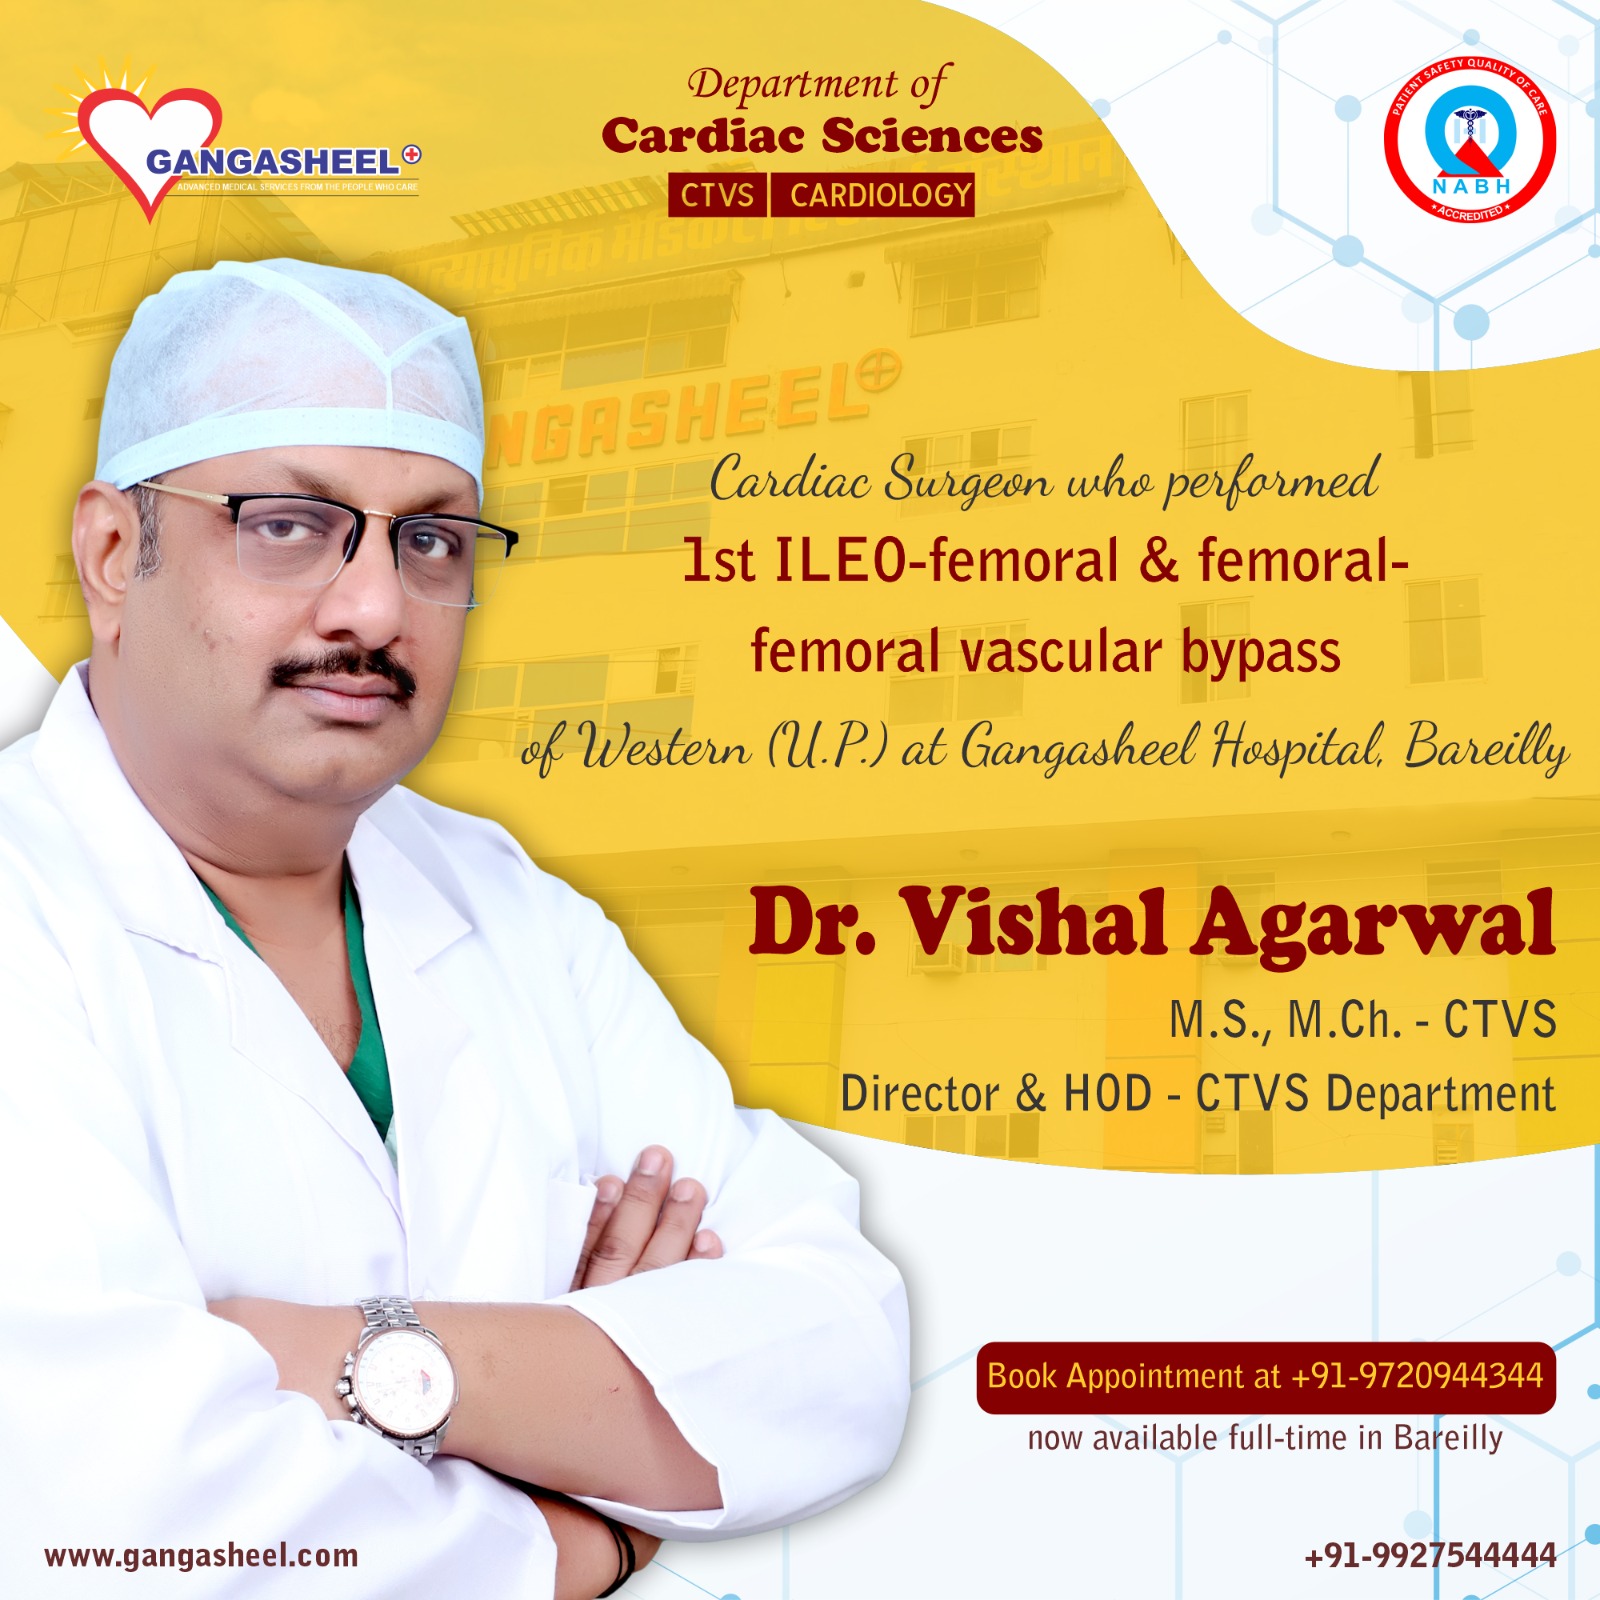 GANGASHEEL
ADVANCED MEDICAL SERVICES FROM THE PEOPLE WHO CARE
Department of
Cardiac Sciences
CTVS | CARDIOLOGY
PATIENT SAFETY QUALITY OF CARE
NABH
ACCREDITED
NGASHEEL
Cardiac Surgeon who performed
1st ILEO-femoral & femoral-
femoral vascular bypass
of Western (U.P.) at Gangasheel Hospital, Bareilly
Dr. Vishal Agarwal
M.S., M.Ch. - CTVS
Director & HOD - CTVS Department
Book Appointment at +91-9720944344
now available full-time in Bareilly
www.gangasheel.com
+91-9927544444